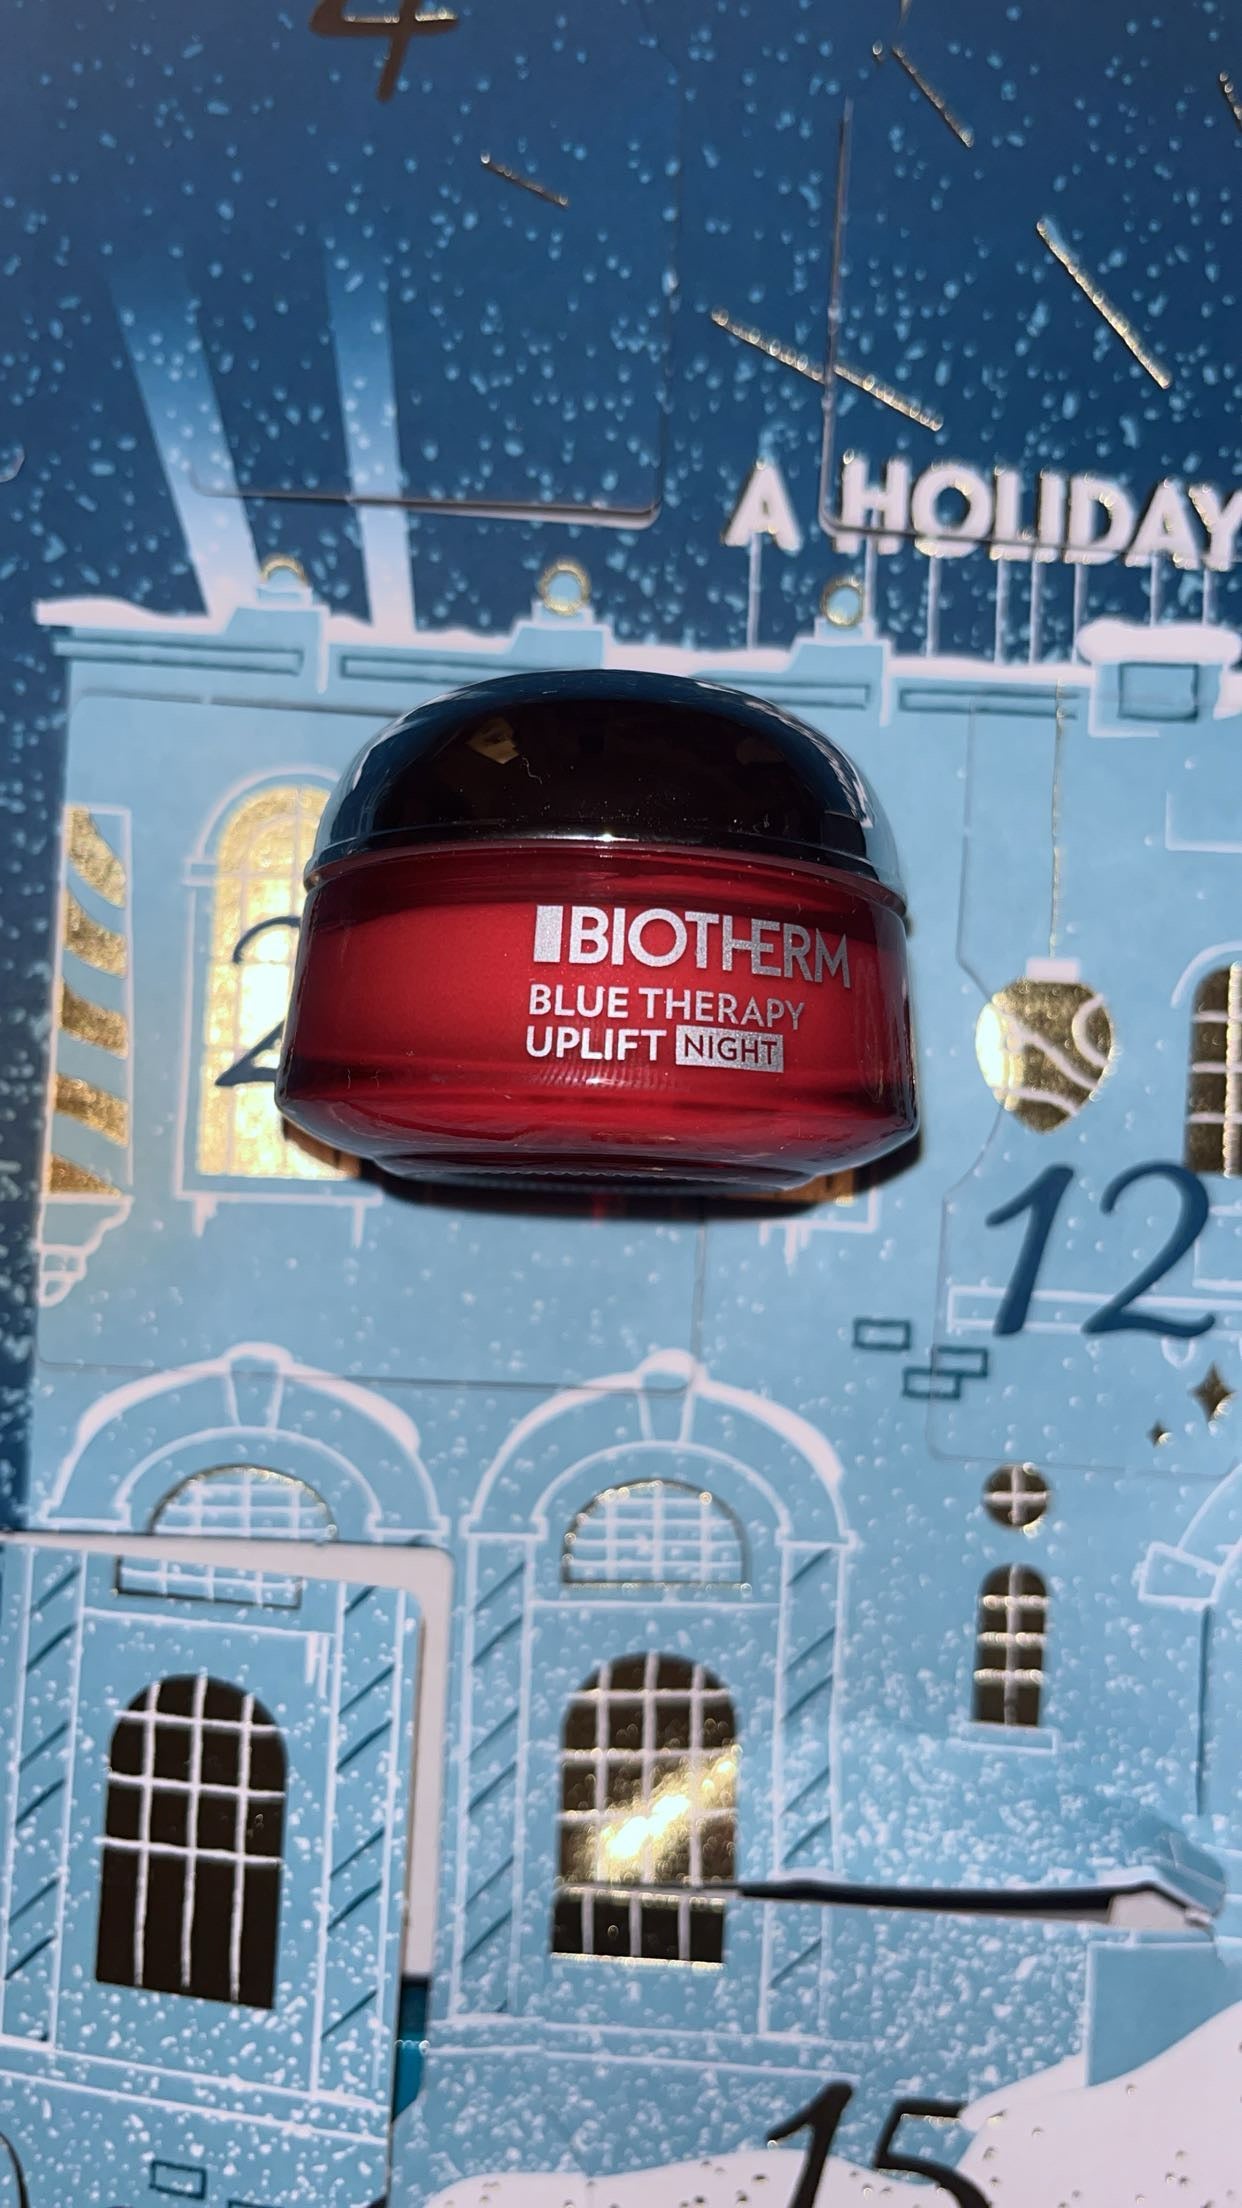 4
A HOLIDAY
BIOTHERM
BLUE THERAPY
UPLIFT NIGHT
12
15